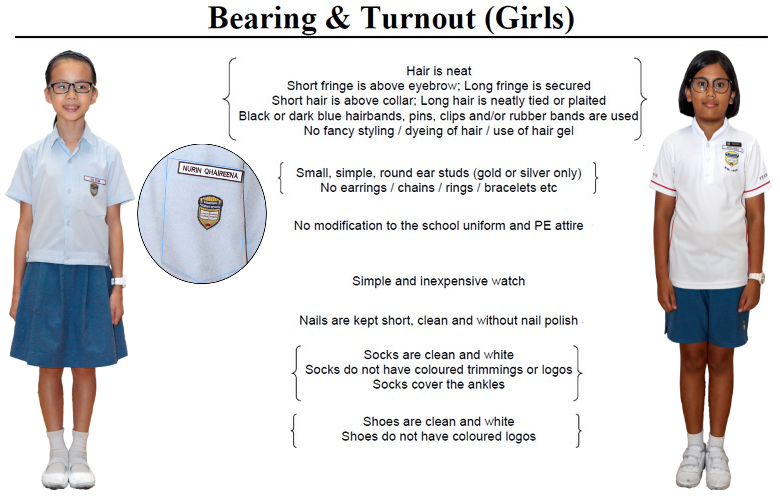 Bearing & Turnout (Girls)
Hair is neat
Short fringe is above eyebrow; Long fringe is secured
Short hair is above collar; Long hair is neatly tied or plaited
Black or dark blue hairbands, pins, clips and/or rubber bands are used
No fancy styling / dyeing of hair / use of hair gel
NURIN QHAIREENA
Small, simple, round ear studs (gold or silver only)
No earrings / chains / rings / bracelets etc
No modification to the school uniform and PE attire
Simple and inexpensive watch
Nails are kept short, clean and without nail polish
Socks are clean and white
Socks do not have coloured trimmings or logos
Socks cover the ankles
Shoes are clean and white
Shoes do not have coloured logos